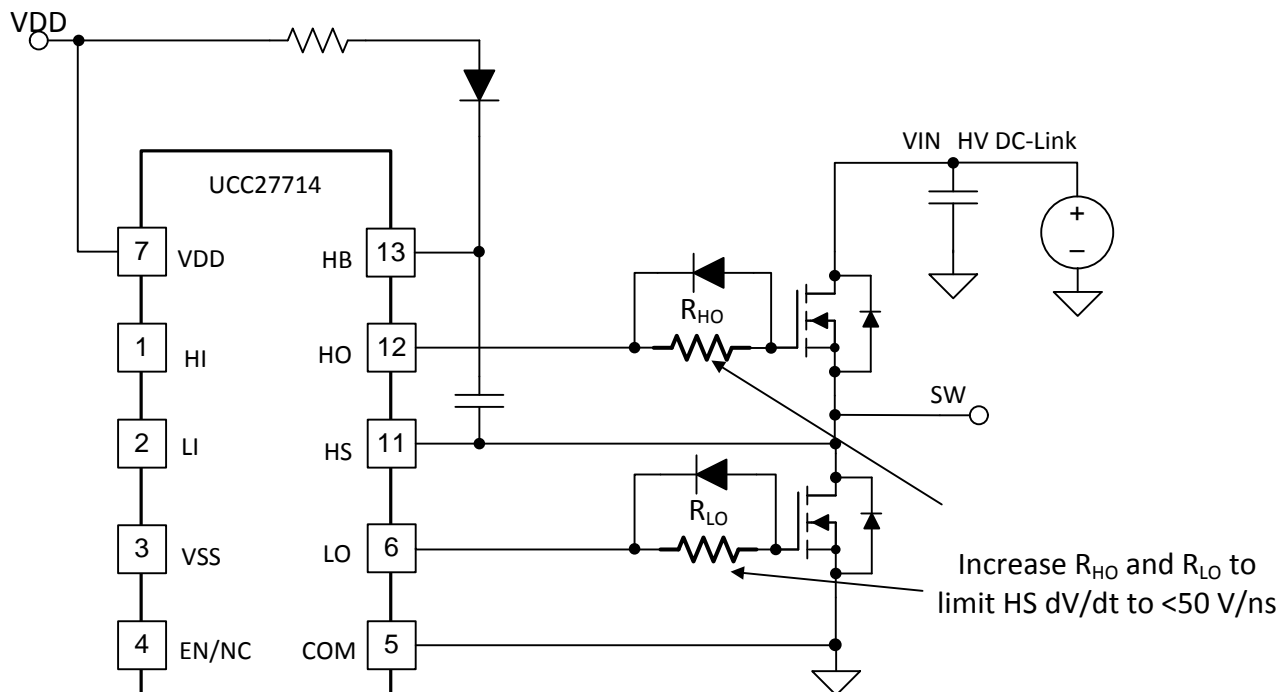 VDD
VIN HV DC-Link
UCC27714
+
–
7 VDD HB 13
R_HO
1 HI HO 12
SW
2 LI HS 11
R_LO
3 VSS LO 6
Increase R_HO and R_LO to
limit HS dV/dt to <50 V/ns
4 EN/NC COM 5